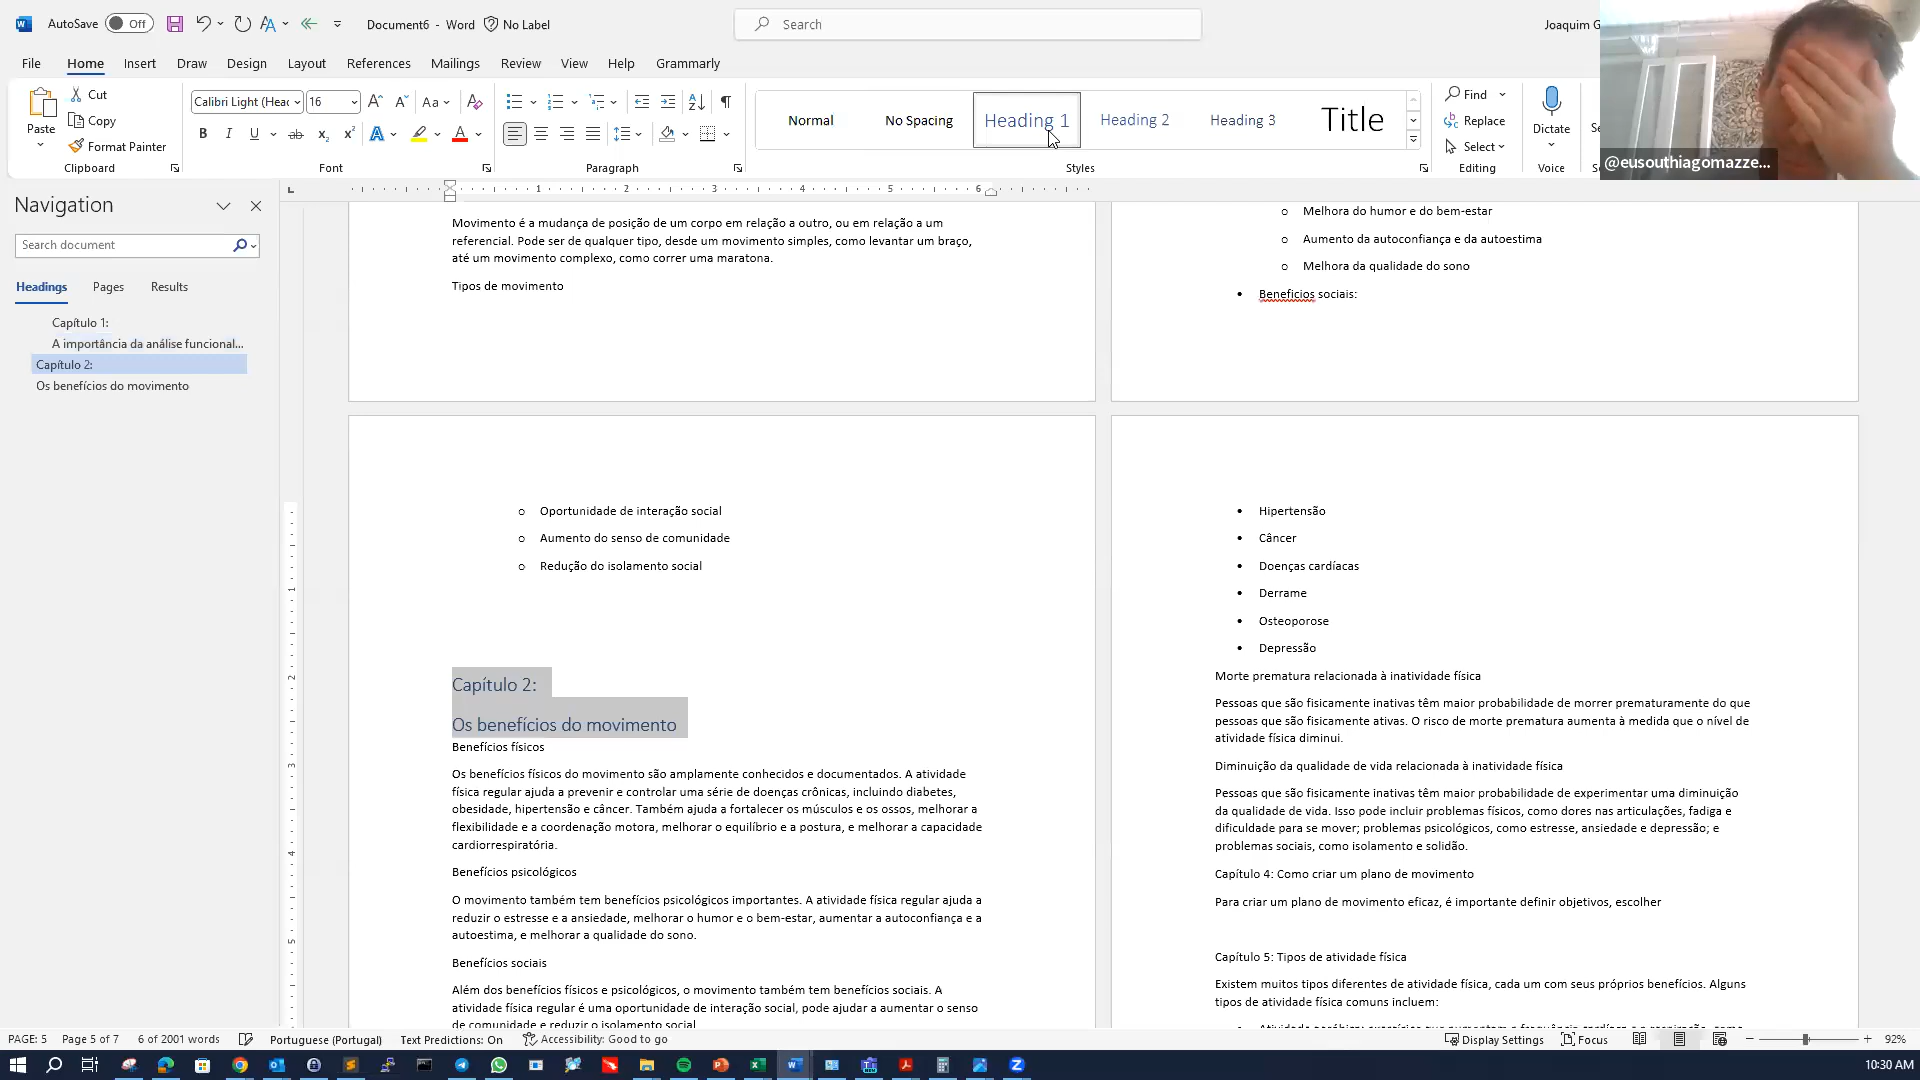 AutoSave Off Document6 - Word No Label Search Joaquim G
File Home Insert Draw Design Layout References Mailings Review View Help Grammarly
Paste Cut Copy Format Painter Clipboard
Calibri Light (Heac 16 Aa Font
Paragraph
Normal No Spacing Heading 1 Heading 2 Heading 3 Title Styles
Find Replace Select Editing
Dictate Voice
@eusouthiagomazze...
Navigation
Search document
Headings Pages Results
Capítulo 1:
A importância da análise funcional...
Capítulo 2:
Os benefícios do movimento
Movimento é a mudança de posição de um corpo em relação a outro, ou em relação a um
referencial. Pode ser de qualquer tipo, desde um movimento simples, como levantar um braço,
até um movimento complexo, como correr uma maratona.
Tipos de movimento
o Melhora do humor e do bem-estar
o Aumento da autoconfiança e da autoestima
o Melhora da qualidade do sono
• Beneficios sociais:
o Oportunidade de interação social
o Aumento do senso de comunidade
o Redução do isolamento social
Capítulo 2:
Os benefícios do movimento
Benefícios físicos
Os benefícios físicos do movimento são amplamente conhecidos e documentados. A atividade
física regular ajuda a prevenir e controlar uma série de doenças crônicas, incluindo diabetes,
obesidade, hipertensão e câncer. Também ajuda a fortalecer os músculos e os ossos, melhorar a
flexibilidade e a coordenação motora, melhorar o equilíbrio e a postura, e melhorar a capacidade
cardiorrespiratória.
Benefícios psicológicos
O movimento também tem benefícios psicológicos importantes. A atividade física regular ajuda a
reduzir o estresse e a ansiedade, melhorar o humor e o bem-estar, aumentar a autoconfiança e a
autoestima, e melhorar a qualidade do sono.
Benefícios sociais
Além dos benefícios físicos e psicológicos, o movimento também tem benefícios sociais. A
atividade física regular é uma oportunidade de interação social, pode ajudar a aumentar o senso
de comunidade e reduzir o isolamento social
• Hipertensão
• Câncer
• Doenças cardíacas
• Derrame
• Osteoporose
• Depressão
Morte prematura relacionada à inatividade física
Pessoas que são fisicamente inativas têm maior probabilidade de morrer prematuramente do que
pessoas que são fisicamente ativas. O risco de morte prematura aumenta à medida que o nível de
atividade física diminui.
Diminuição da qualidade de vida relacionada à inatividade física
Pessoas que são fisicamente inativas têm maior probabilidade de experimentar uma diminuição
da qualidade de vida. Isso pode incluir problemas físicos, como dores nas articulações, fadiga e
dificuldade para se mover; problemas psicológicos, como estresse, ansiedade e depressão; e
problemas sociais, como isolamento e solidão.
Capítulo 4: Como criar um plano de movimento
Para criar um plano de movimento eficaz, é importante definir objetivos, escolher
Capítulo 5: Tipos de atividade física
Existem muitos tipos diferentes de atividade física, cada um com seus próprios benefícios. Alguns
tipos de atividade física comuns incluem:
PAGE: 5 Page 5 of 7 6 of 2001 words Portuguese (Portugal) Text Predictions: On Accessibility: Good to go Display Settings Focus 92%
10:30 AM